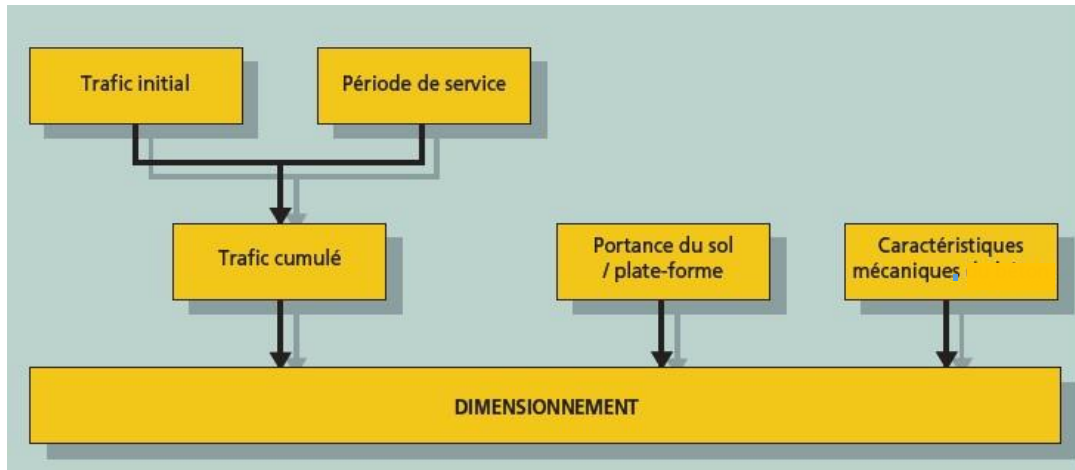 Trafic initial
Période de service
Trafic cumulé
Portance du sol
/ plate-forme
Caractéristiques
mécaniques
DIMENSIONNEMENT